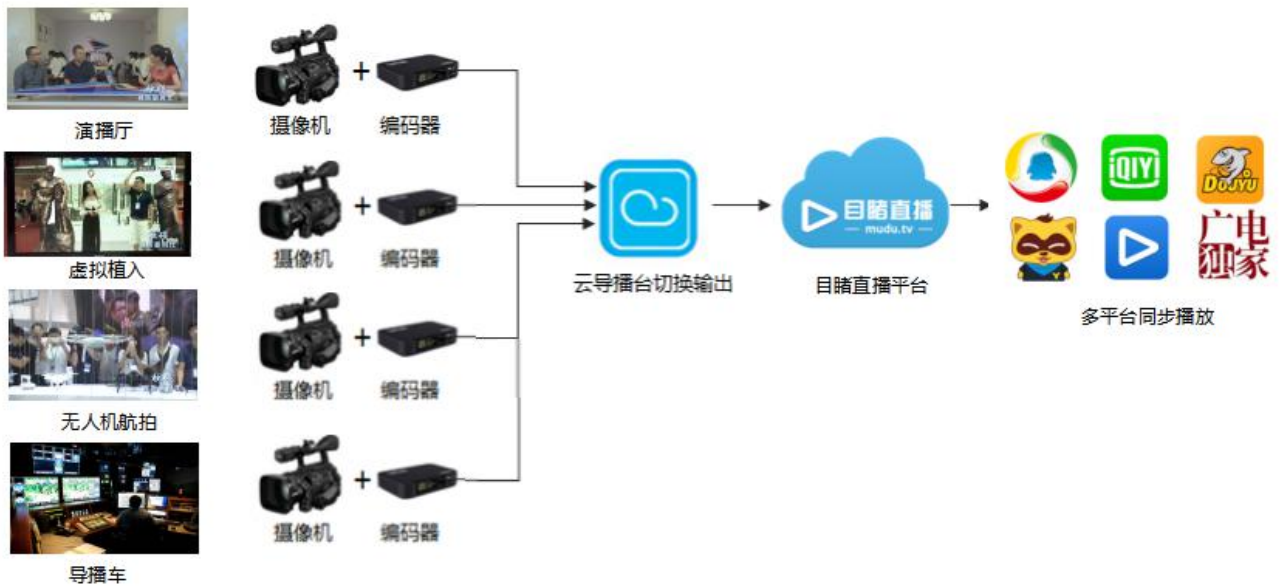 演播厅
虚拟植入
无人机航拍
导播车
+
摄像机 编码器
+
摄像机 编码器
+
摄像机 编码器
+
摄像机 编码器
云导播台切换输出
目睹直播
mudu.tv
目睹直播平台
iQIYI
DOUYU
广电
独家
多平台同步播放